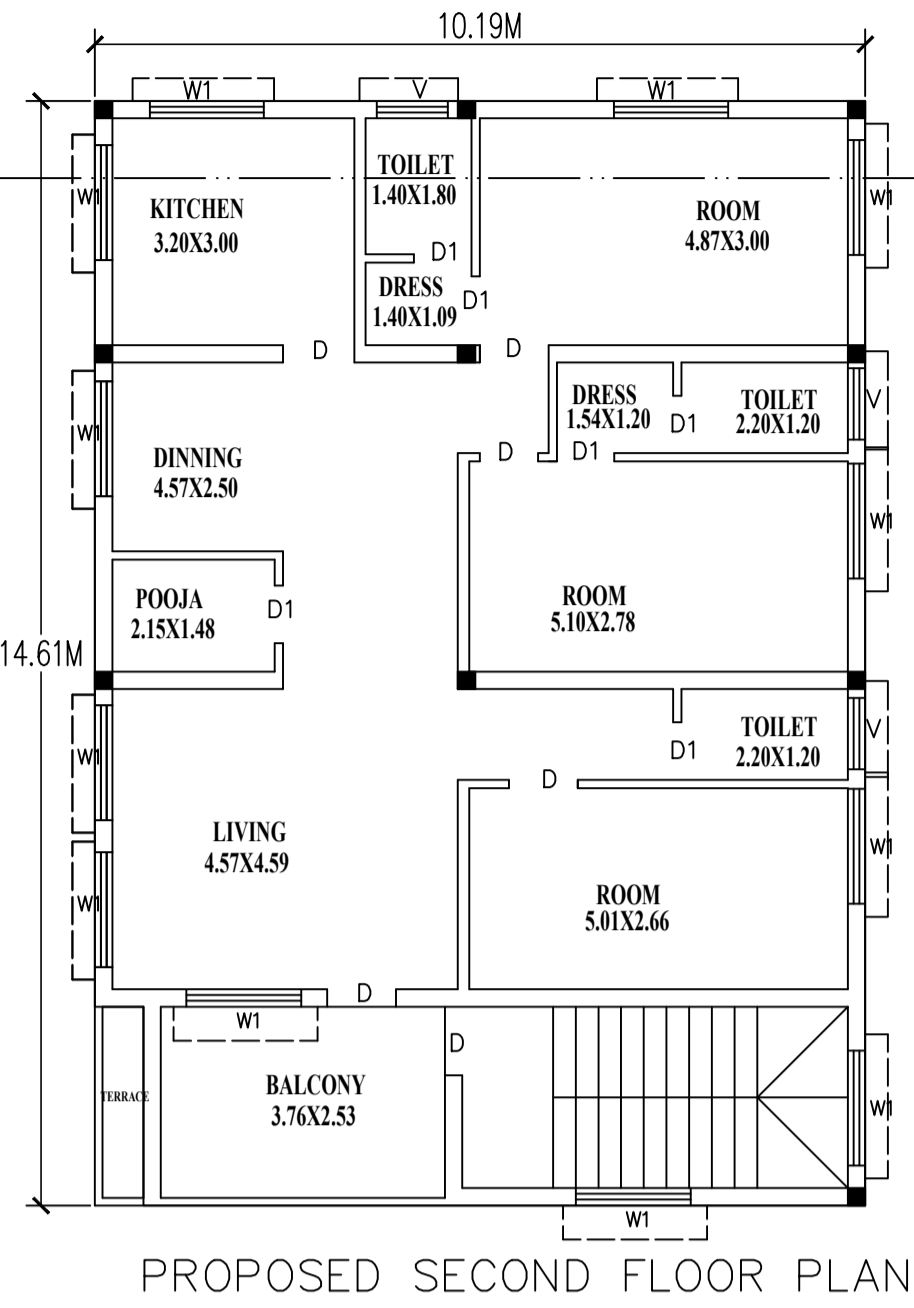 10.19M
W1
V
W1
TOILET
1.40X1.80
W1
KITCHEN
3.20X3.00
ROOM
4.87X3.00
W1
D1
DRESS
1.40X1.09
D1
D
D
W1
DINNING
4.57X2.50
D
DRESS
1.54X1.20
D1
D1
TOILET
2.20X1.20
V
W1
POOJA
2.15X1.48
D1
ROOM
5.10X2.78
14.61M
W1
D1
TOILET
2.20X1.20
V
D
LIVING
4.57X4.59
W1
W1
ROOM
5.01X2.66
D
W1
D
TERRACE
BALCONY
3.76X2.53
W1
W1
PROPOSED SECOND FLOOR PLAN